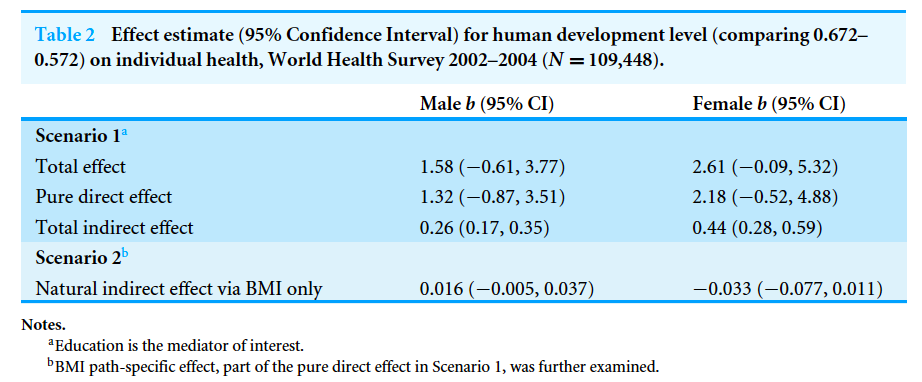 Table 2 Effect estimate (95% Confidence Interval) for human development level (comparing 0.672–
0.572) on individual health, World Health Survey 2002–2004 (N = 109,448).
Male b (95% CI) Female b (95% CI)
Scenario 1a
Total effect 1.58 (−0.61, 3.77) 2.61 (−0.09, 5.32)
Pure direct effect 1.32 (−0.87, 3.51) 2.18 (−0.52, 4.88)
Total indirect effect 0.26 (0.17, 0.35) 0.44 (0.28, 0.59)
Scenario 2b
Natural indirect effect via BMI only 0.016 (−0.005, 0.037) −0.033 (−0.077, 0.011)
Notes.
aEducation is the mediator of interest.
bBMI path-specific effect, part of the pure direct effect in Scenario 1, was further examined.